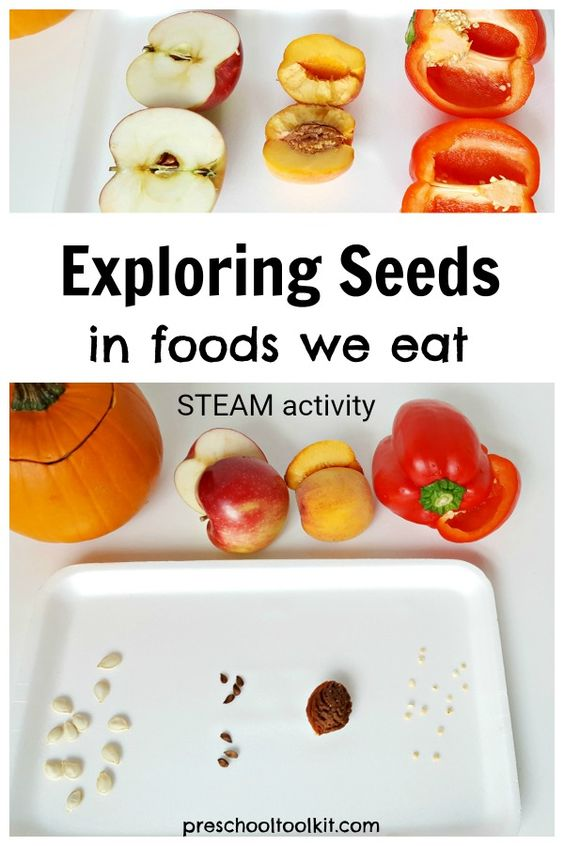 Exploring Seeds
in foods we eat
STEAM activity
preschooltoolkit.com